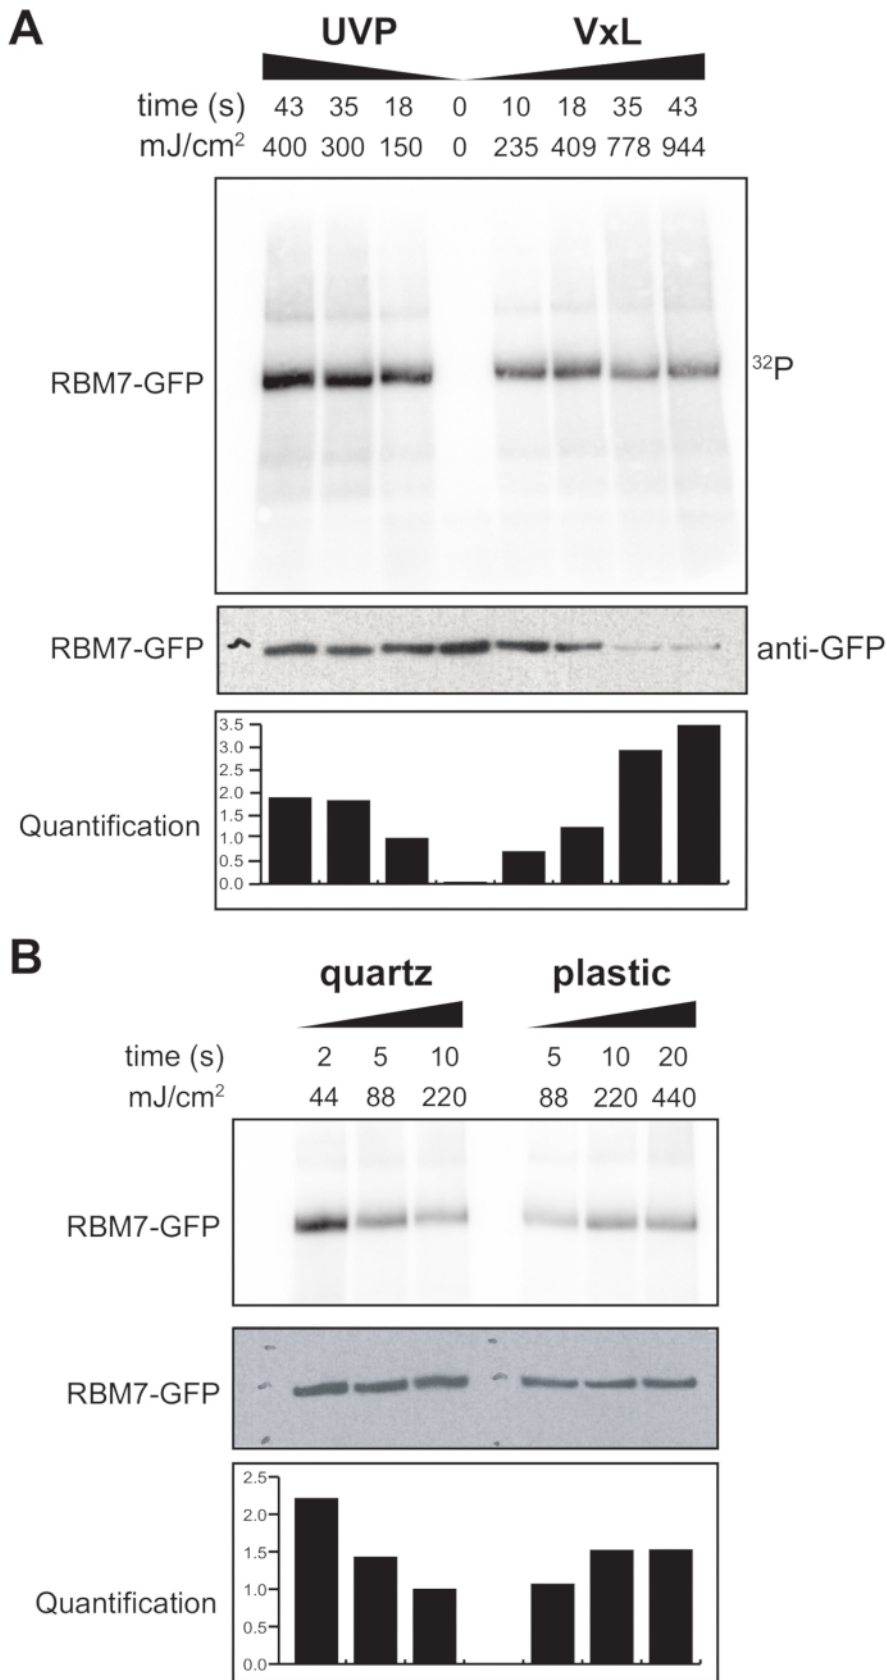 A
UVP VxL
time (s) 43 35 18 0 10 18 35 43
mJ/cm² 400 300 150 0 235 409 778 944
RBM7-GFP ³²P
RBM7-GFP anti-GFP
3.5
3.0
2.5
2.0
1.5
1.0
0.5
0.0
Quantification
B
quartz plastic
time (s) 2 5 10 5 10 20
mJ/cm² 44 88 220 88 220 440
RBM7-GFP
RBM7-GFP
2.5
2.0
1.5
1.0
0.5
0.0
Quantification